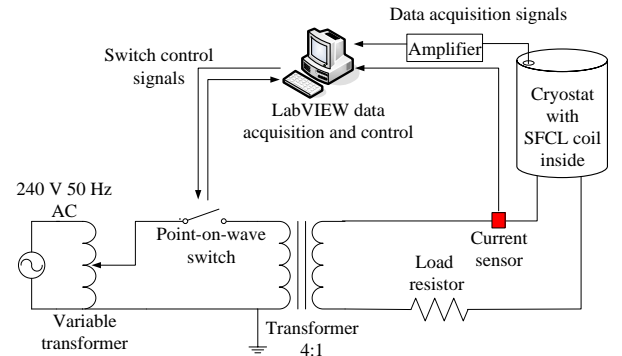 Data acquisition signals
Switch control
signals
Amplifier
LabVIEW data
acquisition and control
Cryostat
with
SFCL coil
inside
240 V 50 Hz
AC
Point-on-wave
switch
Current
sensor
Load
resistor
Variable
transformer
Transformer
4:1